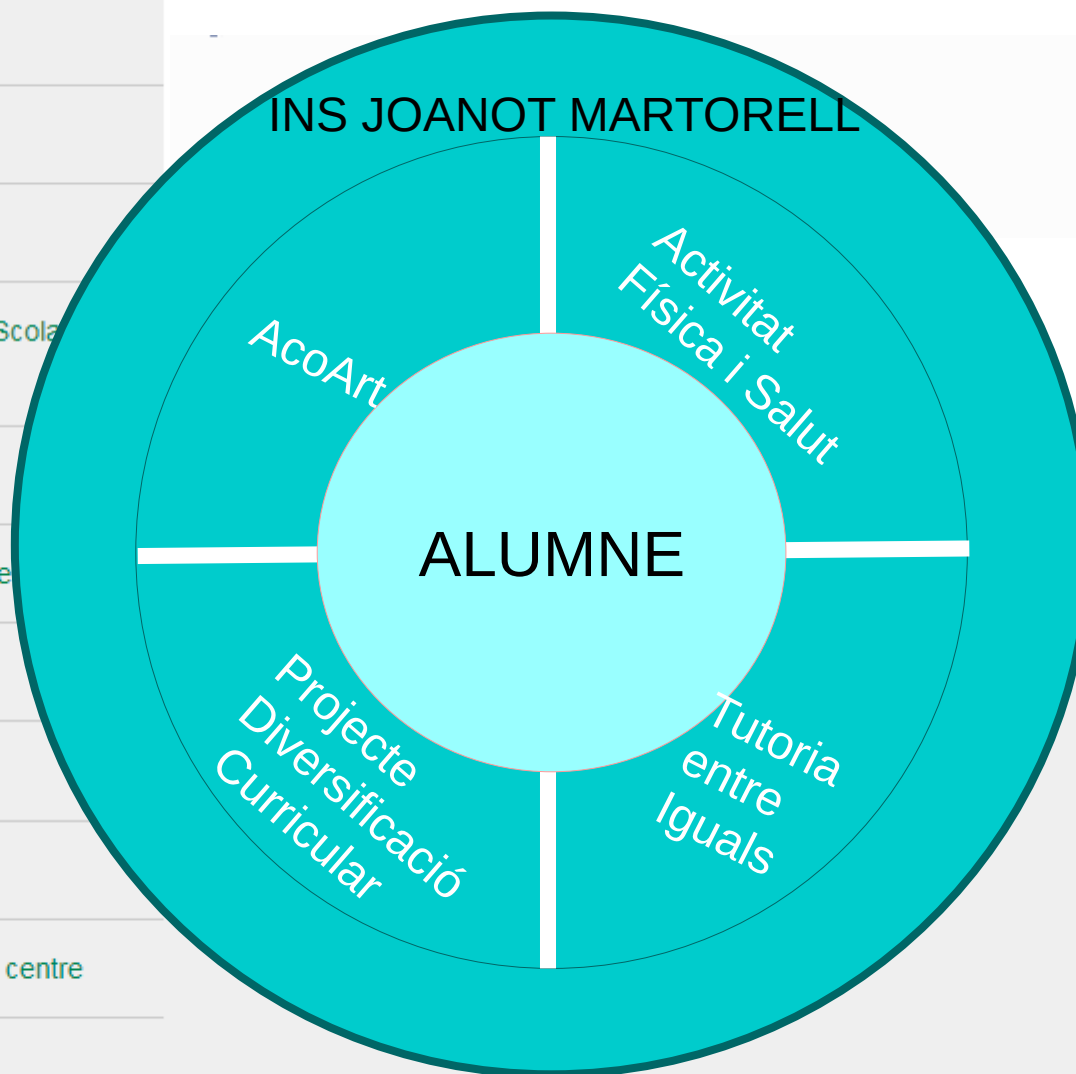 INS JOANOT MARTORELL
Activitat
Física i Salut
AcoArt
ALUMNE
Projecte
Diversificació
Curricular
Tutoria
entre
Iguals
centre